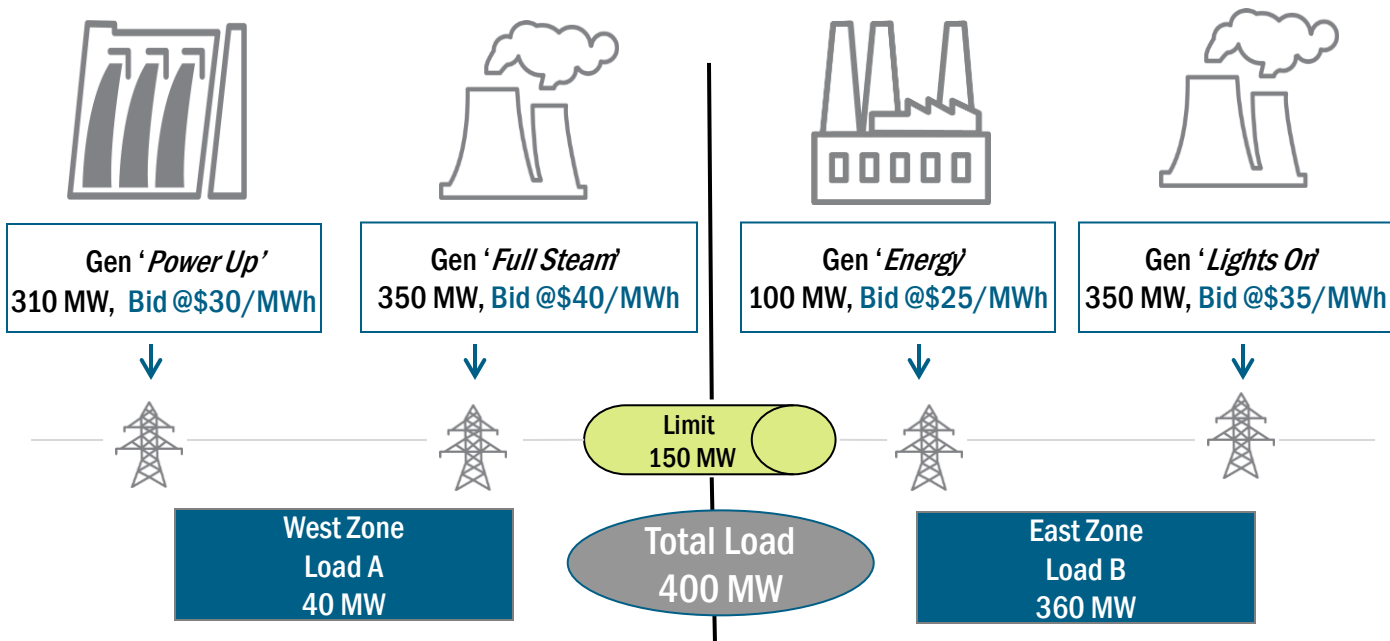 Gen ‘Power Up’
310 MW, Bid @$30/MWh
Gen ‘Full Steam’
350 MW, Bid @$40/MWh
Gen ‘Energy’
100 MW, Bid @$25/MWh
Gen ‘Lights On’
350 MW, Bid @$35/MWh
Limit
150 MW
West Zone
Load A
40 MW
Total Load
400 MW
East Zone
Load B
360 MW